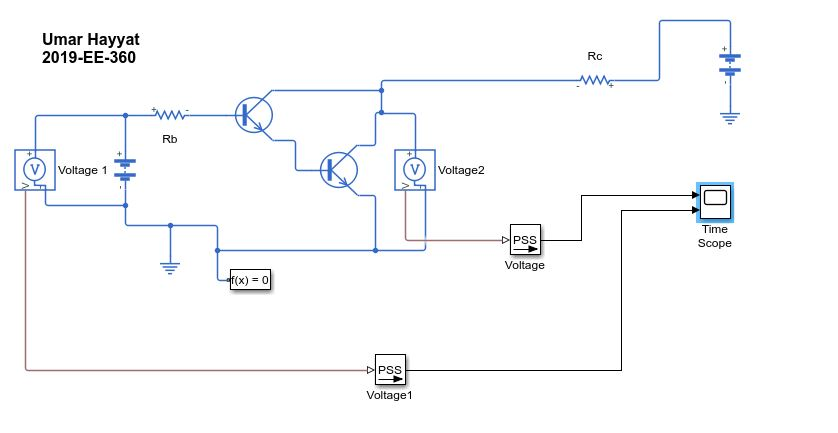 Umar Hayyat
2019-EE-360
Rc
+
-
+
-
+
-
Rb
+
V
V
Voltage 1
+
-
+
V
V
Voltage2
PSS
Voltage
Time
Scope
f(x) = 0
PSS
Voltage1